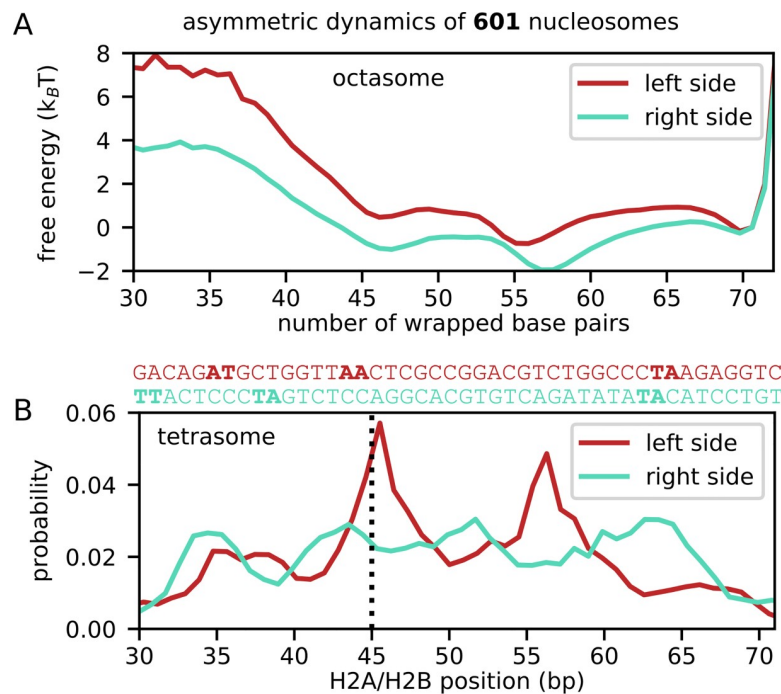 A
asymmetric dynamics of 601 nucleosomes
free energy (kBT)
8
6
4
2
0
−2
octasome
left side
right side
30 35 40 45 50 55 60 65 70
number of wrapped base pairs
GACAGATGCTGGTTAACTCGCCGGACGTCTGGCCCTAAGAGGTC
TTACTCCCTAGTCTCCAGGCACGTGTCAGATATATACATCCTGT
B
probability
0.06
0.04
0.02
0.00
tetrasome
left side
right side
30 35 40 45 50 55 60 65 70
H2A/H2B position (bp)